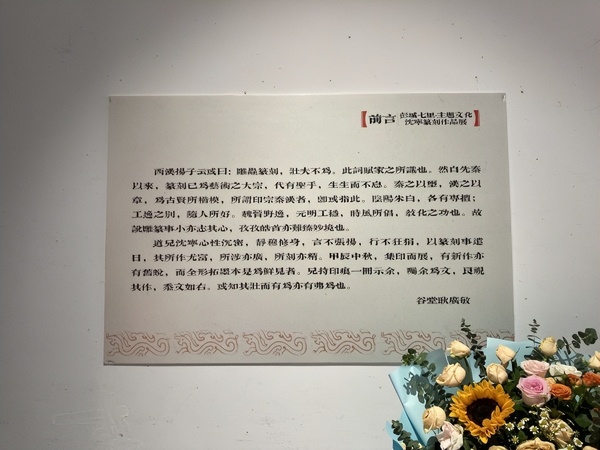 前言
彭城七里·主題文化
沈寧篆刻作品展
西漢揚子云或曰：雕蟲篆刻，壯夫不爲。此詞賦家之所譏也。然自先秦
以來，篆刻已爲藝術之大宗，代有聖手，生生而不息。秦之以璽，漢之以
章，爲古賢所楷模，所謂印宗秦漢者，卽或指此。陰陽朱白，各有專擅；
工逸之別，隨人所好。魏晉野逸，元明工穩，時風所倡，教化之功也。故
說雕篆事小亦志其心，孜孜皓首亦難臻妙境也。
道兄沈寧心性沉密，靜穆修身，言不張揚，行不狂狷，以篆刻事遣
日，其所作尤富，所涉亦廣，所刻亦精。甲辰中秋，集印而展，有新作亦
有舊蛻，而全形拓墨本是爲鮮見者。兄持印痕一冊示余，囑余爲文，良視
其作，忝文如右。或知其壯而有爲亦有弗爲也。
谷堂耿廣敏